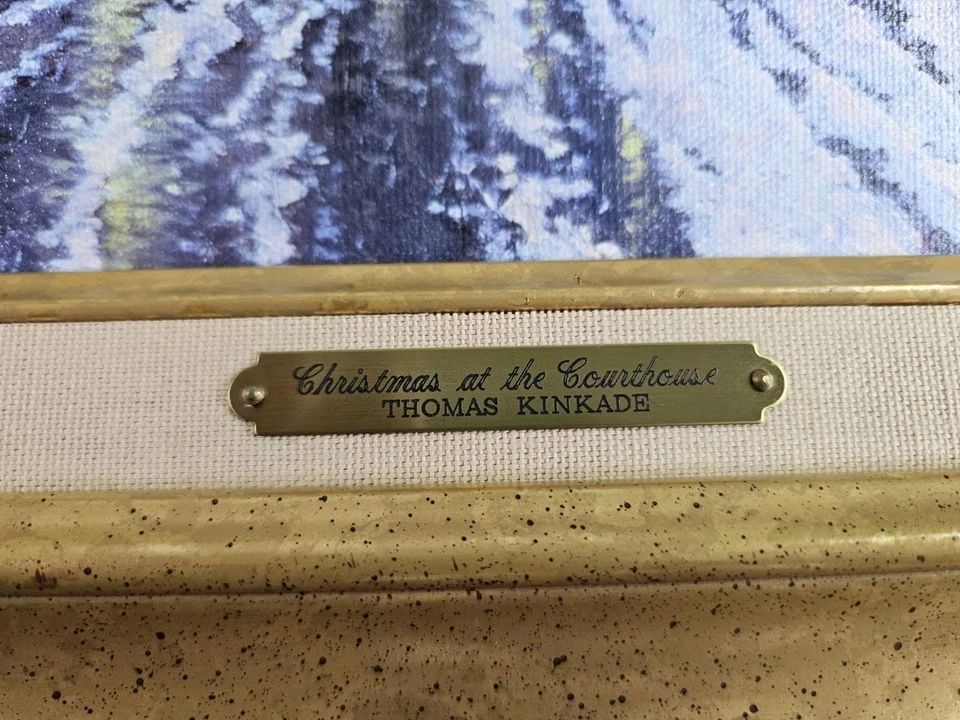 Christmas at the Courthouse
THOMAS KINKADE